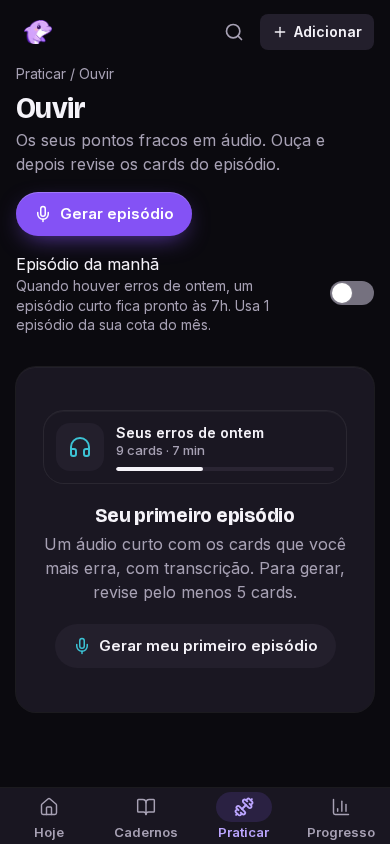 Adicionar
Praticar / Ouvir
Ouvir
Os seus pontos fracos em áudio. Ouça e
depois revise os cards do episódio.
Gerar episódio
Episódio da manhã
Quando houver erros de ontem, um
episódio curto fica pronto às 7h. Usa 1
episódio da sua cota do mês.
Seus erros de ontem
9 cards · 7 min
Seu primeiro episódio
Um áudio curto com os cards que você
mais erra, com transcrição. Para gerar,
revise pelo menos 5 cards.
Gerar meu primeiro episódio
Hoje
Cadernos
Praticar
Progresso